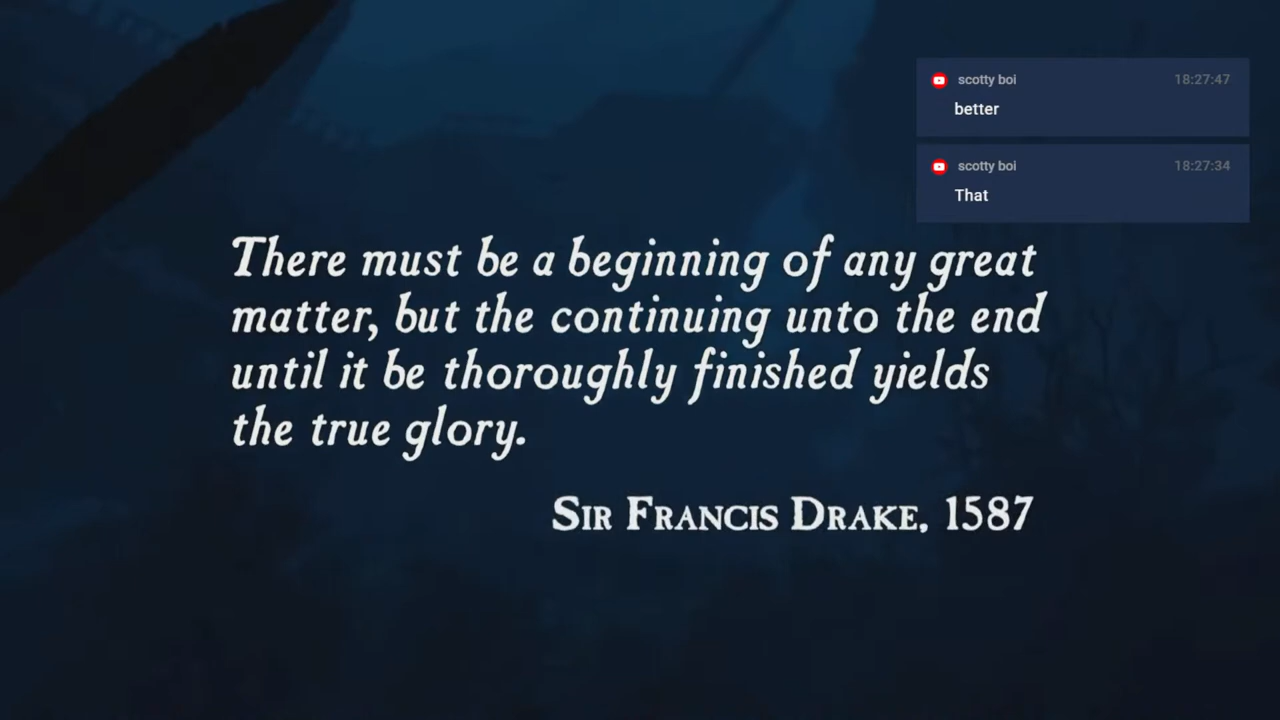 scotty boi 18:27:47
better
scotty boi 18:27:34
That
There must be a beginning of any great
matter, but the continuing unto the end
until it be thoroughly finished yields
the true glory.
SIR FRANCIS DRAKE, 1587